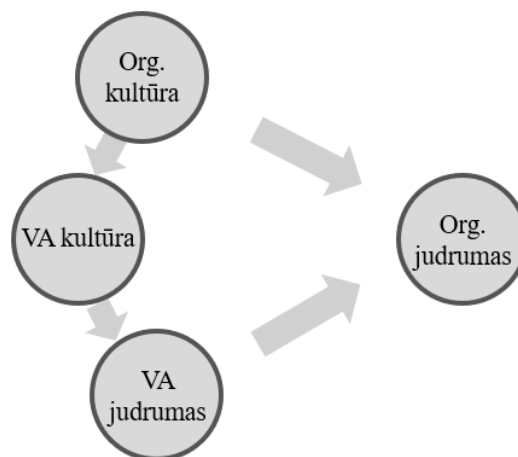 Org.
kultūra
VA kultūra
Org.
judrumas
VA
judrumas